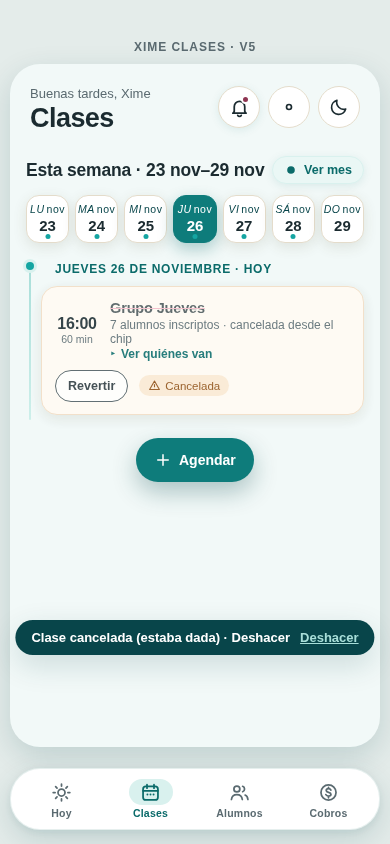 XIME CLASES · V5
Buenas tardes, Xime
Clases
Esta semana · 23 nov–29 nov
Ver mes
LU nov
23
MA nov
24
MI nov
25
JU nov
26
VI nov
27
SÁ nov
28
DO nov
29
JUEVES 26 DE NOVIEMBRE · HOY
16:00
60 min
Grupo Jueves
7 alumnos inscriptos · cancelada desde el
chip
‣ Ver quiénes van
Revertir
Cancelada
Agendar
Clase cancelada (estaba dada) · Deshacer Deshacer
Hoy
Clases
Alumnos
Cobros